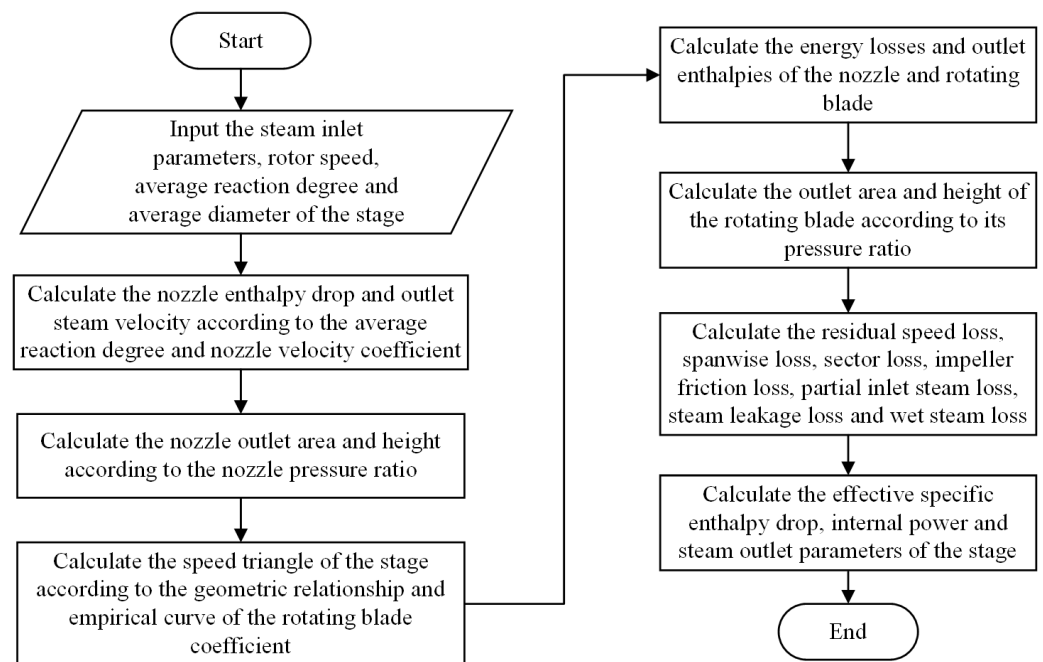 Start
Input the steam inlet
parameters, rotor speed,
average reaction degree and
average diameter of the stage
Calculate the nozzle enthalpy drop and outlet
steam velocity according to the average
reaction degree and nozzle velocity coefficient
Calculate the nozzle outlet area and height
according to the nozzle pressure ratio
Calculate the speed triangle of the stage
according to the geometric relationship and
empirical curve of the rotating blade
coefficient
Calculate the energy losses and outlet
enthalpies of the nozzle and rotating
blade
Calculate the outlet area and height of
the rotating blade according to its
pressure ratio
Calculate the residual speed loss,
spanwise loss, sector loss, impeller
friction loss, partial inlet steam loss,
steam leakage loss and wet steam loss
Calculate the effective specific
enthalpy drop, internal power and
steam outlet parameters of the stage
End